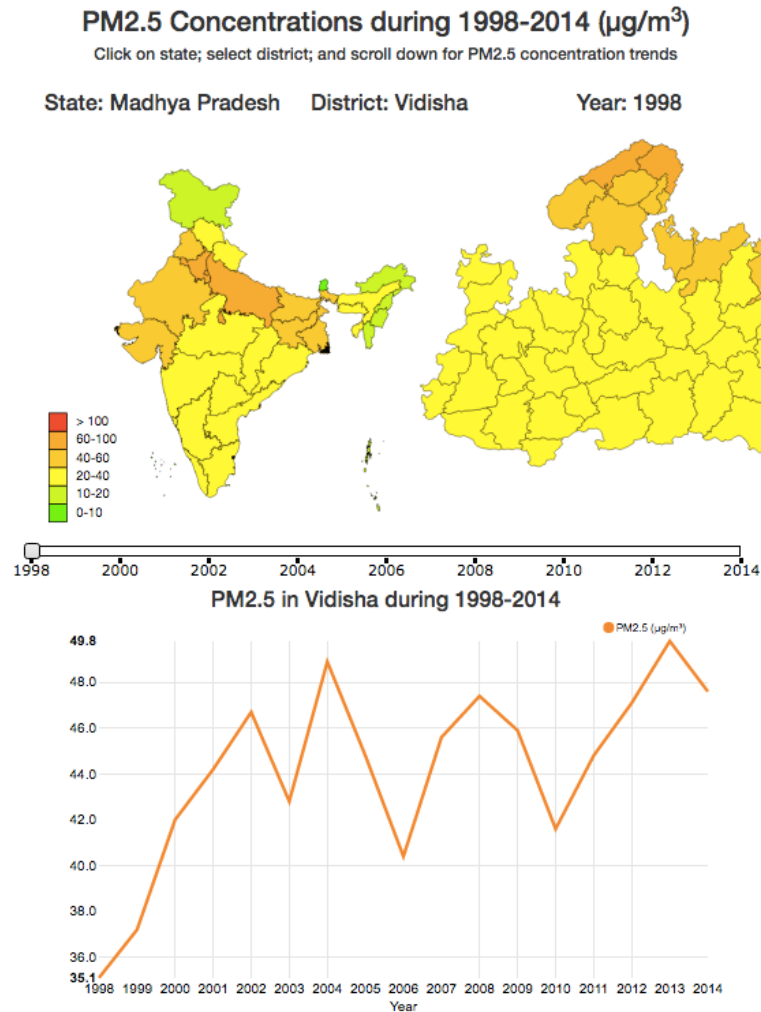 PM2.5 Concentrations during 1998-2014 (µg/m³)
Click on state; select district; and scroll down for PM2.5 concentration trends
State: Madhya Pradesh District: Vidisha Year: 1998
> 100
60-100
40-60
20-40
10-20
0-10
1998 2000 2002 2004 2006 2008 2010 2012 2014
PM2.5 in Vidisha during 1998-2014
PM2.5 (µg/m³)
49.8
48.0
46.0
44.0
42.0
40.0
38.0
36.0
35.1
1998 1999 2000 2001 2002 2003 2004 2005 2006 2007 2008 2009 2010 2011 2012 2013 2014
Year